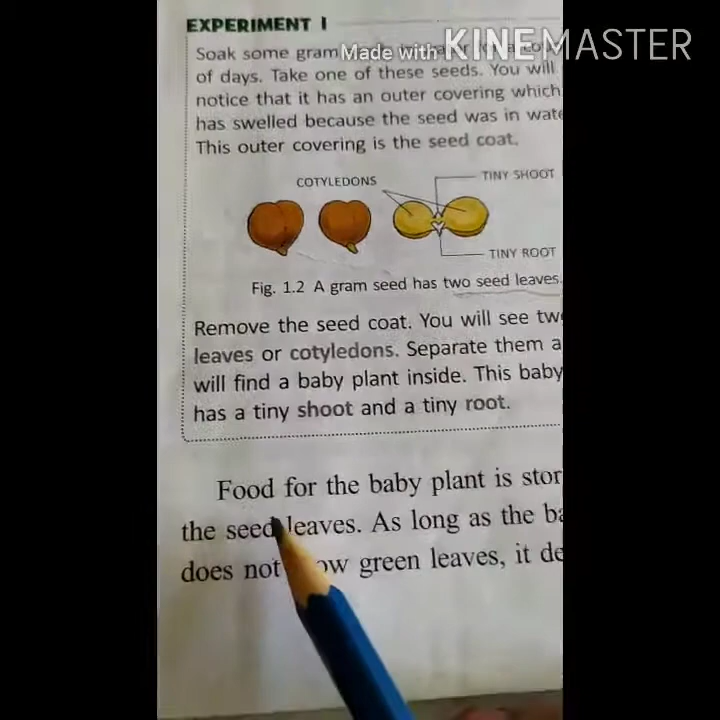 EXPERIMENT 1
Soak some gram
Made with KINEMASTER
of days. Take one of these seeds. You will
notice that it has an outer covering which
has swelled because the seed was in wate
This outer covering is the seed coat.
COTYLEDONS
TINY SHOOT
TINY ROOT
Fig. 1.2 A gram seed has two seed leaves.
Remove the seed coat. You will see tw
leaves or cotyledons. Separate them a
will find a baby plant inside. This baby
has a tiny shoot and a tiny root.
Food for the baby plant is stor
the seed leaves. As long as the ba
does not green leaves, it de